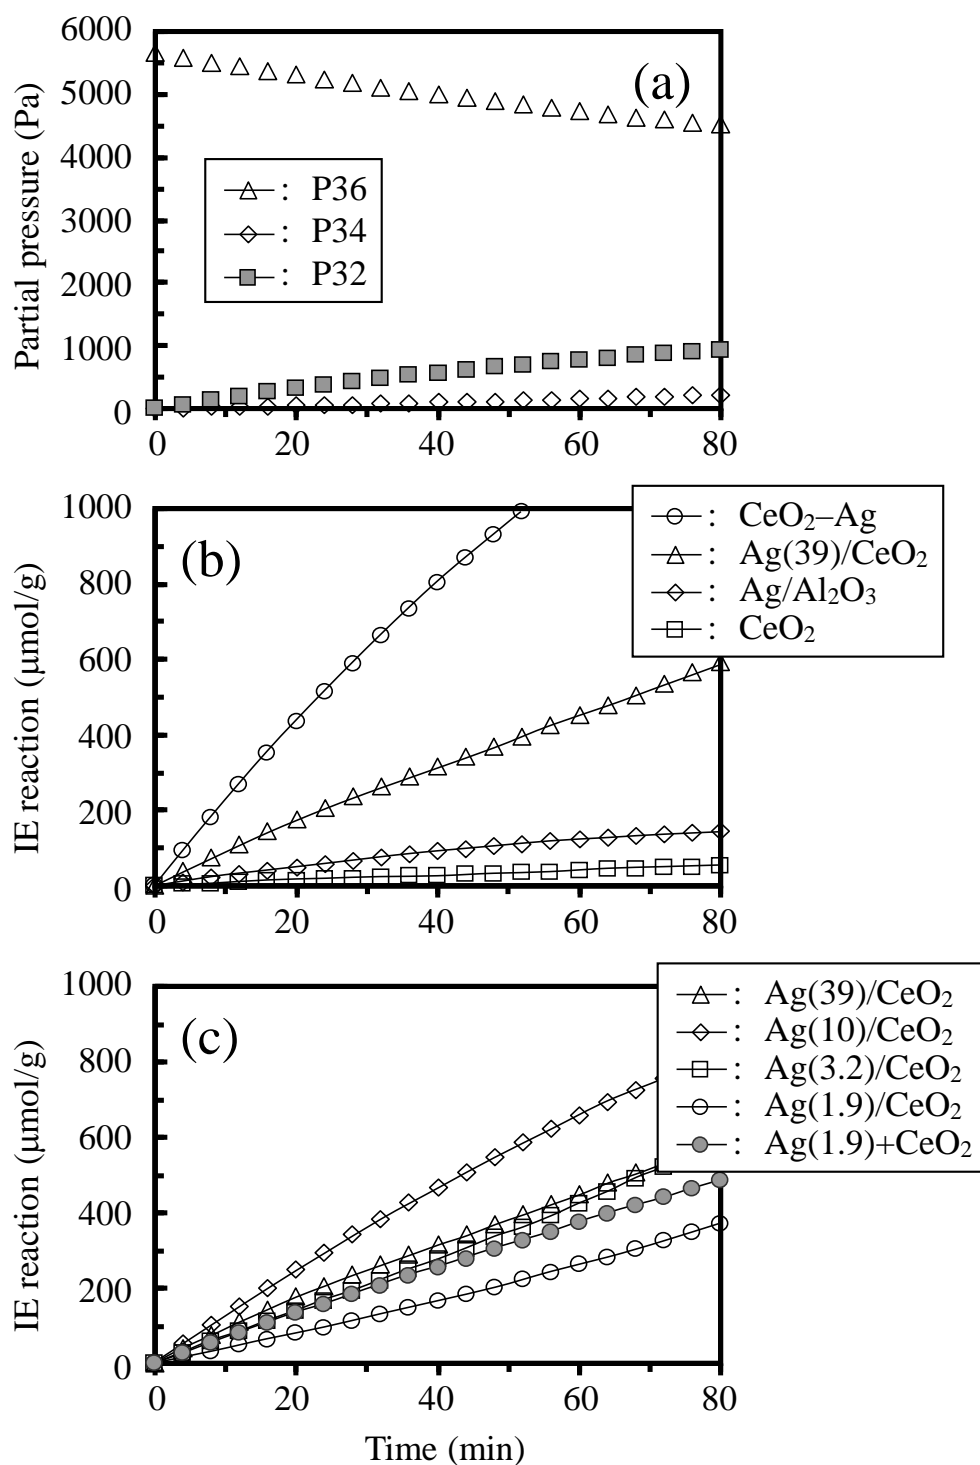 6000
5000
4000
3000
2000
1000
0
Partial pressure (Pa)
(a)
: P36
: P34
: P32
0 20 40 60 80
1000
800
600
400
200
0
IE reaction (μmol/g)
(b)
: CeO₂–Ag
: Ag(39)/CeO₂
: Ag/Al₂O₃
: CeO₂
0 20 40 60 80
1000
800
600
400
200
0
IE reaction (μmol/g)
(c)
: Ag(39)/CeO₂
: Ag(10)/CeO₂
: Ag(3.2)/CeO₂
: Ag(1.9)/CeO₂
: Ag(1.9)+CeO₂
0 20 40 60 80
Time (min)